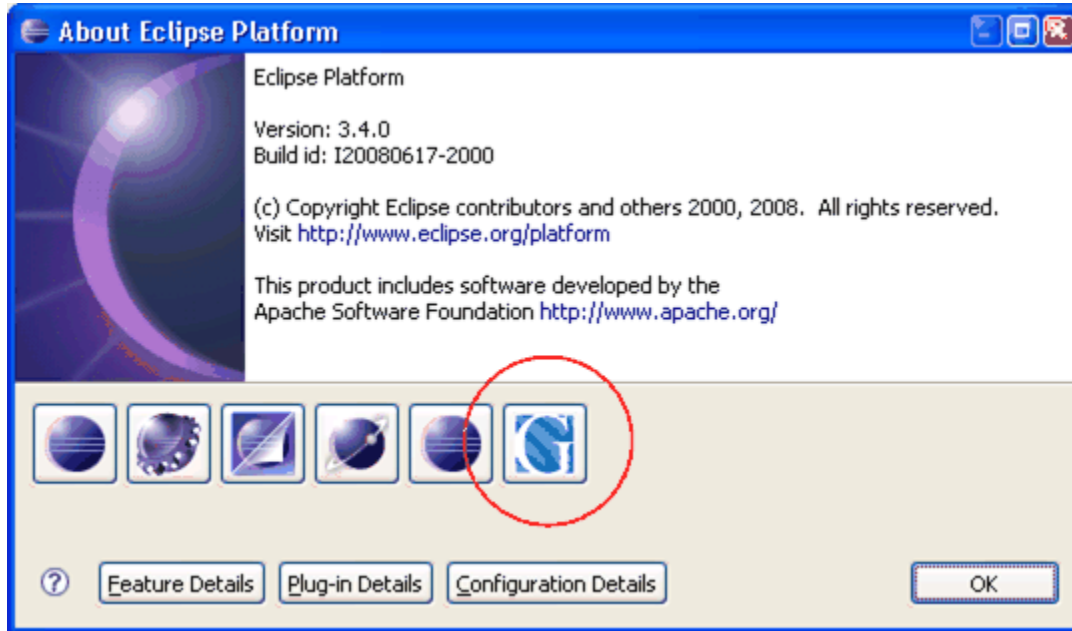 About Eclipse Platform
Eclipse Platform
Version: 3.4.0
Build id: I20080617-2000
(c) Copyright Eclipse contributors and others 2000, 2008.  All rights reserved.
Visit http://www.eclipse.org/platform
This product includes software developed by the
Apache Software Foundation http://www.apache.org/
G
? Feature Details Plug-in Details Configuration Details OK